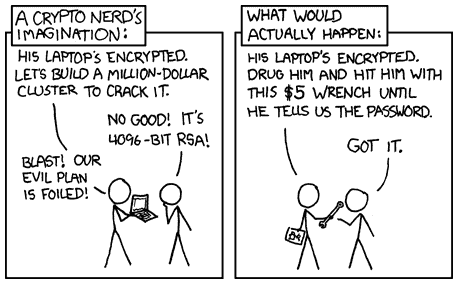 A CRYPTO NERD'S
IMAGINATION:
HIS LAPTOP'S ENCRYPTED.
LET'S BUILD A MILLION-DOLLAR
CLUSTER TO CRACK IT.
NO GOOD! IT'S
4096-BIT RSA!
BLAST! OUR
EVIL PLAN
IS FOILED!
WHAT WOULD
ACTUALLY HAPPEN:
HIS LAPTOP'S ENCRYPTED.
DRUG HIM AND HIT HIM WITH
THIS $5 WRENCH UNTIL
HE TELLS US THE PASSWORD.
GOT IT.